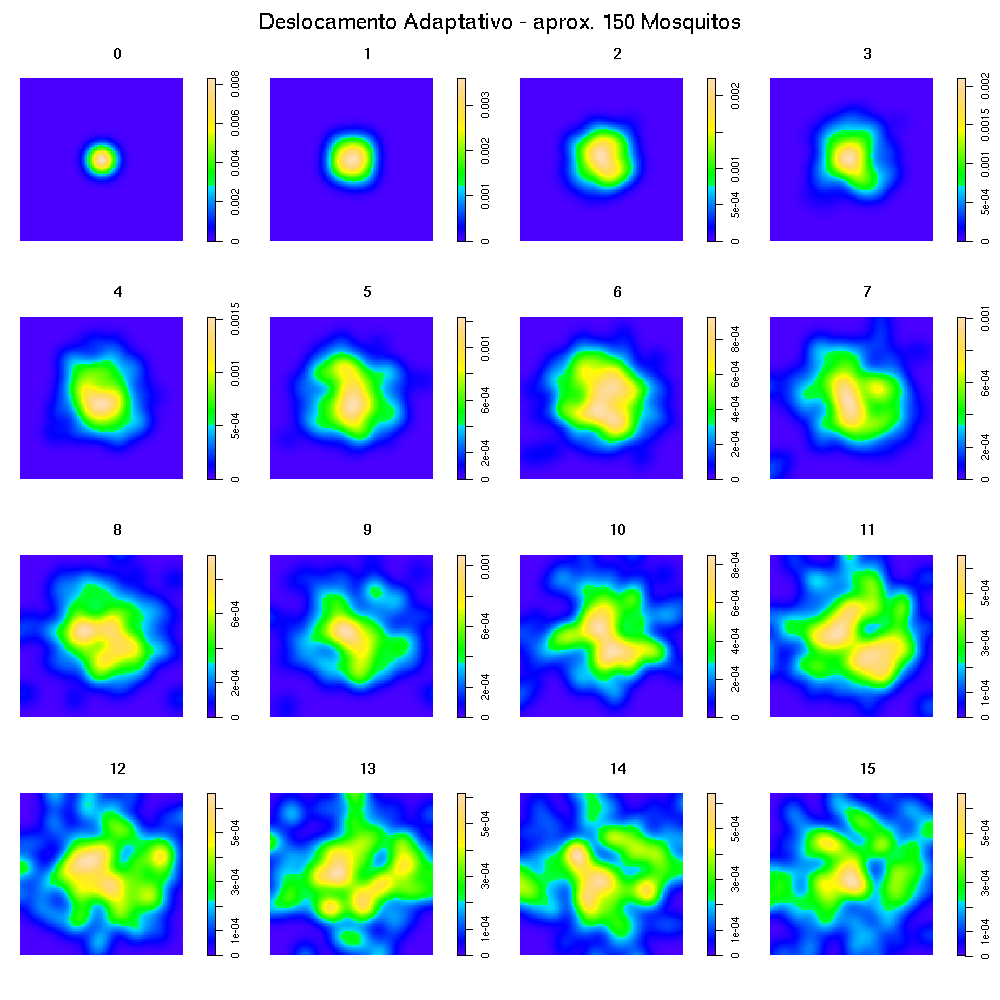 Deslocamento Adaptativo - aprox. 150 Mosquitos
0
0 0.002 0.004 0.006 0.008
1
0 0.001 0.002 0.003
2
0 5e-04 0.001 0.002
3
0 5e-04 0.001 0.0015 0.002
4
0 5e-04 0.001 0.0015
5
0 2e-04 6e-04 0.001
6
0 2e-04 4e-04 6e-04 8e-04
7
0 2e-04 6e-04 0.001
8
0 2e-04 6e-04
9
0 2e-04 6e-04 0.001
10
0 2e-04 4e-04 6e-04 8e-04
11
0 1e-04 3e-04 5e-04
12
0 1e-04 3e-04 5e-04
13
0 1e-04 3e-04 5e-04
14
0 1e-04 3e-04 5e-04
15
0 1e-04 3e-04 5e-04